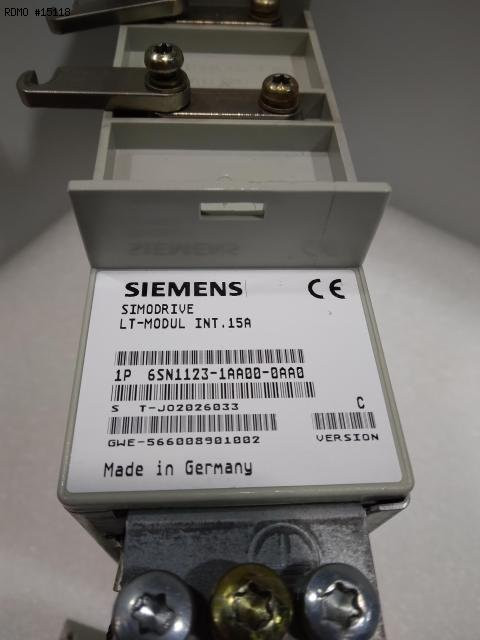 RDMO #15118
SIEMENS
SIMODRIVE
LT-MODUL INT.15A
1P 6SN1123-1AA00-0AA0
S T-J02026033
C
GWE-566008901002
VERSION
Made in Germany